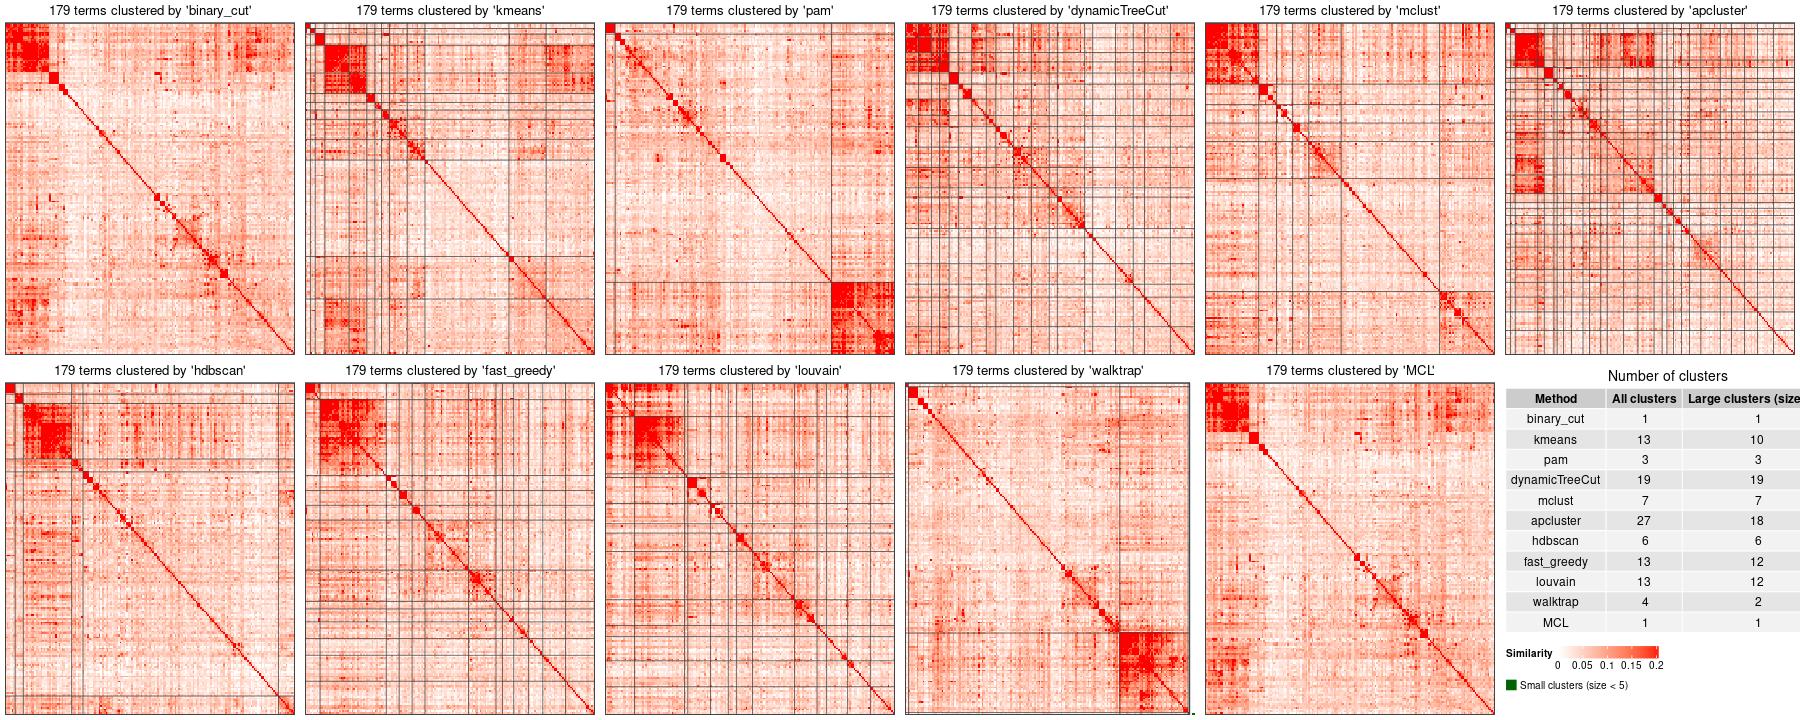 179 terms clustered by 'binary_cut'
179 terms clustered by 'kmeans'
179 terms clustered by 'pam'
179 terms clustered by 'dynamicTreeCut'
179 terms clustered by 'mclust'
179 terms clustered by 'apcluster'
179 terms clustered by 'hdbscan'
179 terms clustered by 'fast_greedy'
179 terms clustered by 'louvain'
179 terms clustered by 'walktrap'
179 terms clustered by 'MCL'
Number of clusters
Method All clusters Large clusters (size
binary_cut 1 1
kmeans 13 10
pam 3 3
dynamicTreeCut 19 19
mclust 7 7
apcluster 27 18
hdbscan 6 6
fast_greedy 13 12
louvain 13 12
walktrap 4 2
MCL 1 1
Similarity
0 0.05 0.1 0.15 0.2
Small clusters (size < 5)